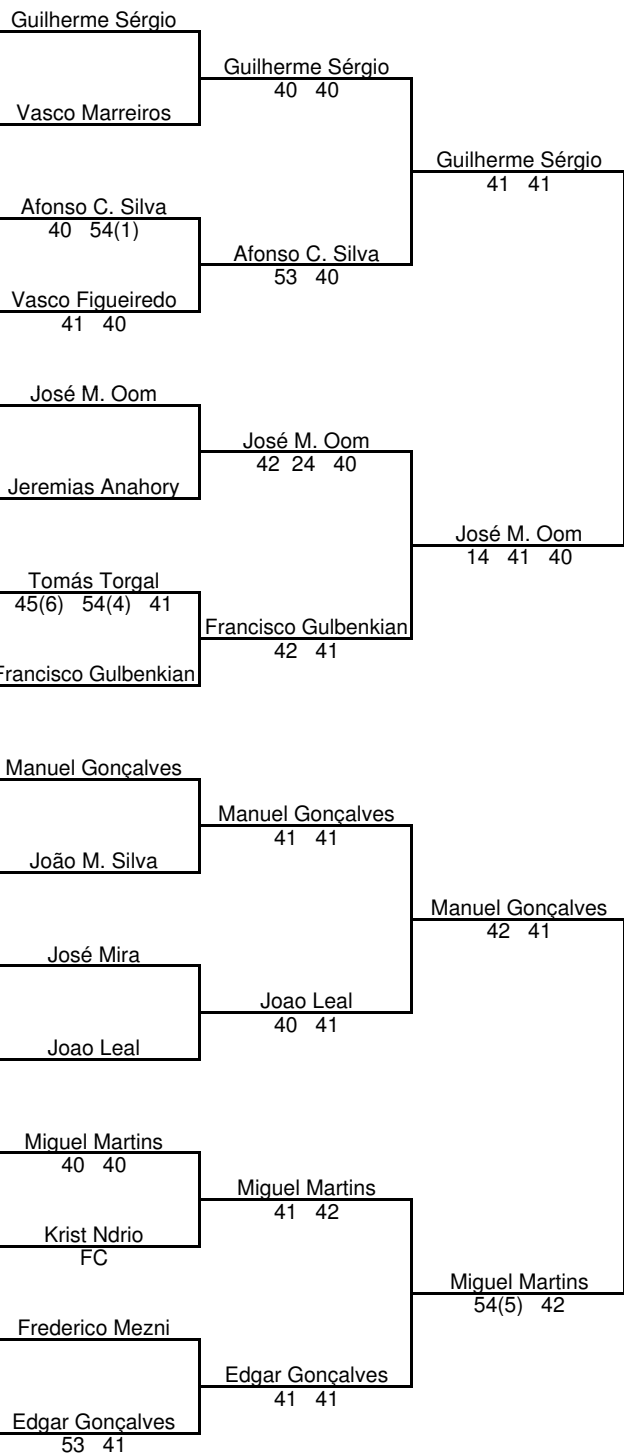 Guilherme Sérgio
Guilherme Sérgio
40 40
Vasco Marreiros
Guilherme Sérgio
41 41
Afonso C. Silva
40 54(1)
Afonso C. Silva
53 40
Vasco Figueiredo
41 40
José M. Oom
José M. Oom
42 24 40
Jeremias Anahory
José M. Oom
14 41 40
Tomás Torgal
45(6) 54(4) 41
Francisco Gulbenkian
42 41
Francisco Gulbenkian
Manuel Gonçalves
Manuel Gonçalves
41 41
João M. Silva
Manuel Gonçalves
42 41
José Mira
Joao Leal
40 41
Joao Leal
Miguel Martins
40 40
Miguel Martins
41 42
Krist Ndrio
FC
Miguel Martins
54(5) 42
Frederico Mezni
Edgar Gonçalves
41 41
Edgar Gonçalves
53 41